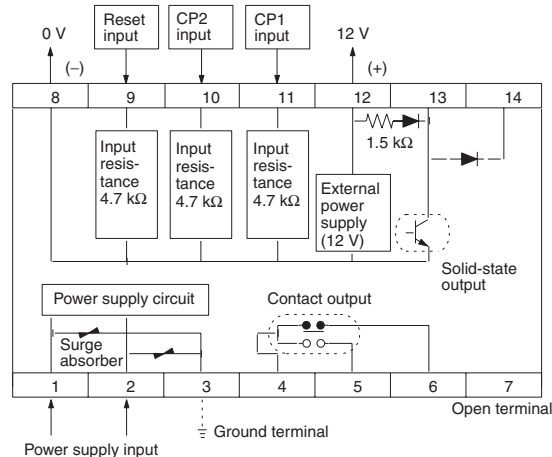 0 V
Reset
input
CP2
input
CP1
input
12 V
(–)
(+)
8 9 10 11 12 13 14
Input
resis-
tance
4.7 kΩ
Input
resis-
tance
4.7 kΩ
Input
resis-
tance
4.7 kΩ
1.5 kΩ
External
power
supply
(12 V)
Solid-state
output
Power supply circuit
Contact output
Surge
absorber
1 2 3 4 5 6 7
Open terminal
Ground terminal
Power supply input